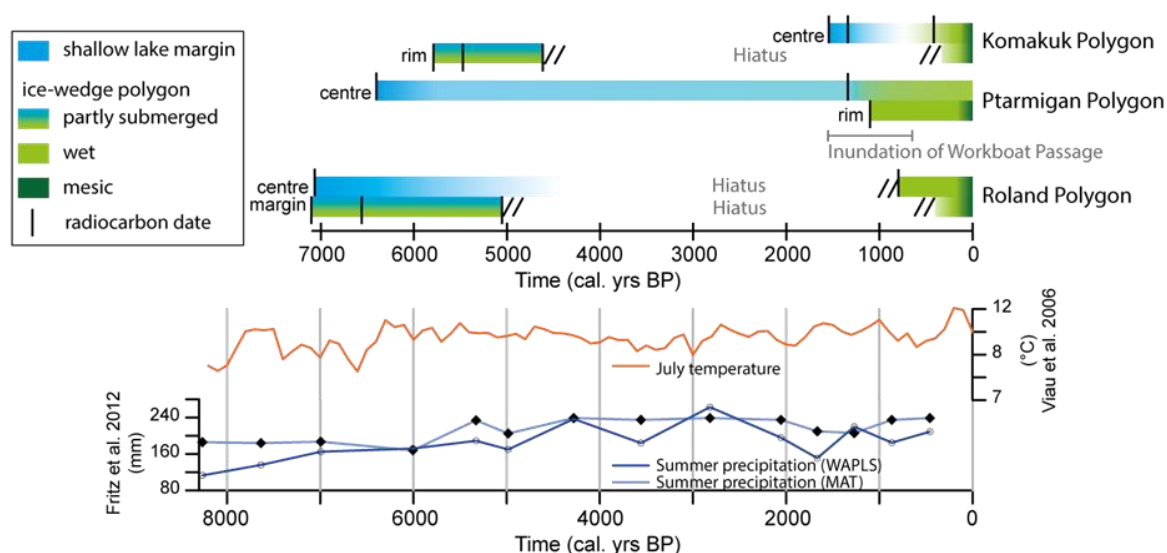 shallow lake margin
ice-wedge polygon
partly submerged
wet
mesic
radiocarbon date
centre
Komakuk Polygon
rim
Hiatus
centre
Ptarmigan Polygon
rim
Inundation of Workboat Passage
centre
Hiatus
Roland Polygon
margin
Hiatus
7000 6000 5000 4000 3000 2000 1000 0
Time (cal. yrs BP)
12
8
7
(°C)
Viau et al. 2006
July temperature
Fritz et al. 2012
(mm)
240
160
80
Summer precipitation (WAPLS)
Summer precipitation (MAT)
8000 6000 4000 2000 0
Time (cal. yrs BP)